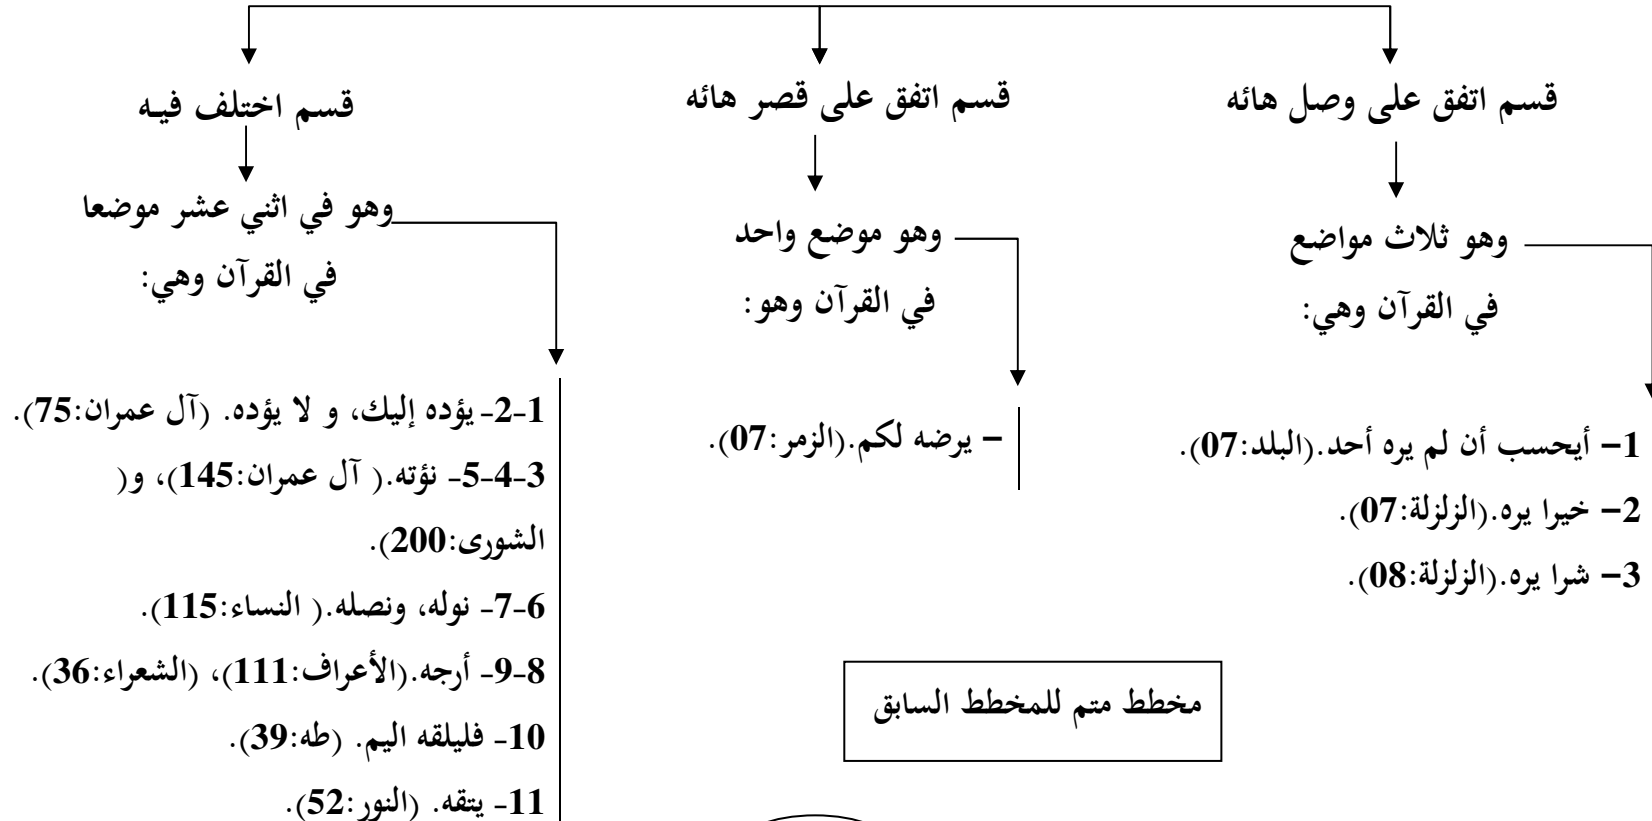 قسم اتفق على وصل هائه
وهو ثلاث مواضع
في القرآن وهي:
1– أيحسب أن لم يره أحد.(البلد:07).
2– خيرا يره.(الزلزلة:07).
3– شرا يره.(الزلزلة:08).
قسم اتفق على قصر هائه
وهو موضع واحد
في القرآن وهو:
– يرضه لكم.(الزمر:07).
قسم اختلف فيه
وهو في اثني عشر موضعا
في القرآن وهي:
1-2- يؤده إليك، و لا يؤده. (آل عمران:75).
3-4-5- نؤته.( آل عمران:145)، و(
الشورى:200).
6-7- نوله، ونصله.( النساء:115).
8-9- أرجه.(الأعراف:111)، (الشعراء:36).
10- فليلقه اليم. (طه:39).
11- يتقه. (النور:52).
مخطط متم للمخطط السابق